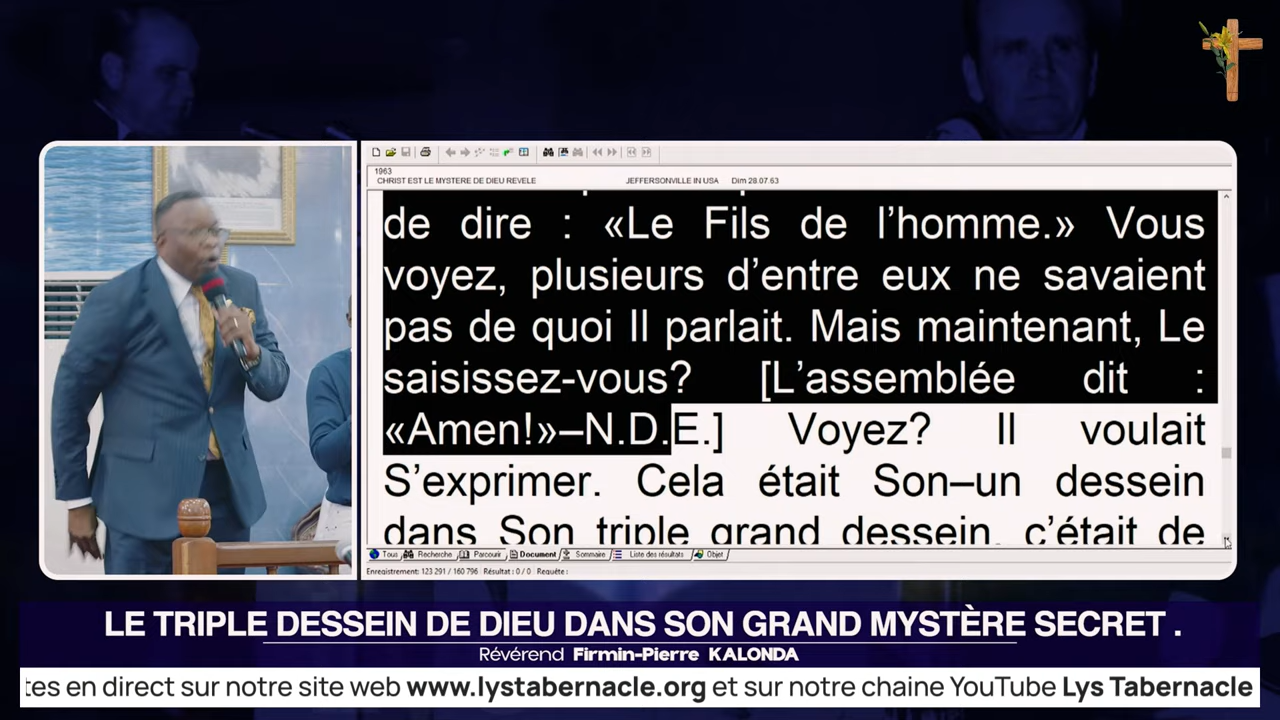 1963
CHRIST EST LE MYSTERE DE DIEU REVELE JEFFERSONVILLE IN USA Dim 28.07.63
de dire : «Le Fils de l’homme.» Vous
voyez, plusieurs d’entre eux ne savaient
pas de quoi Il parlait. Mais maintenant, Le
saisissez-vous? [L’assemblée dit :
«Amen!»–N.D.E.] Voyez? Il voulait
S’exprimer. Cela était Son–un dessein
dans Son triple grand dessein, c’était de
Tous Recherche Parcourir Document Sommaire Liste des résultats Objet
Enregistrement: 123 291 / 160 796 Résultat : 0 / 0 Requête :
LE TRIPLE DESSEIN DE DIEU DANS SON GRAND MYSTÈRE SECRET .
Révérend Firmin-Pierre KALONDA
tes en direct sur notre site web www.lystabernacle.org et sur notre chaine YouTube Lys Tabernacle